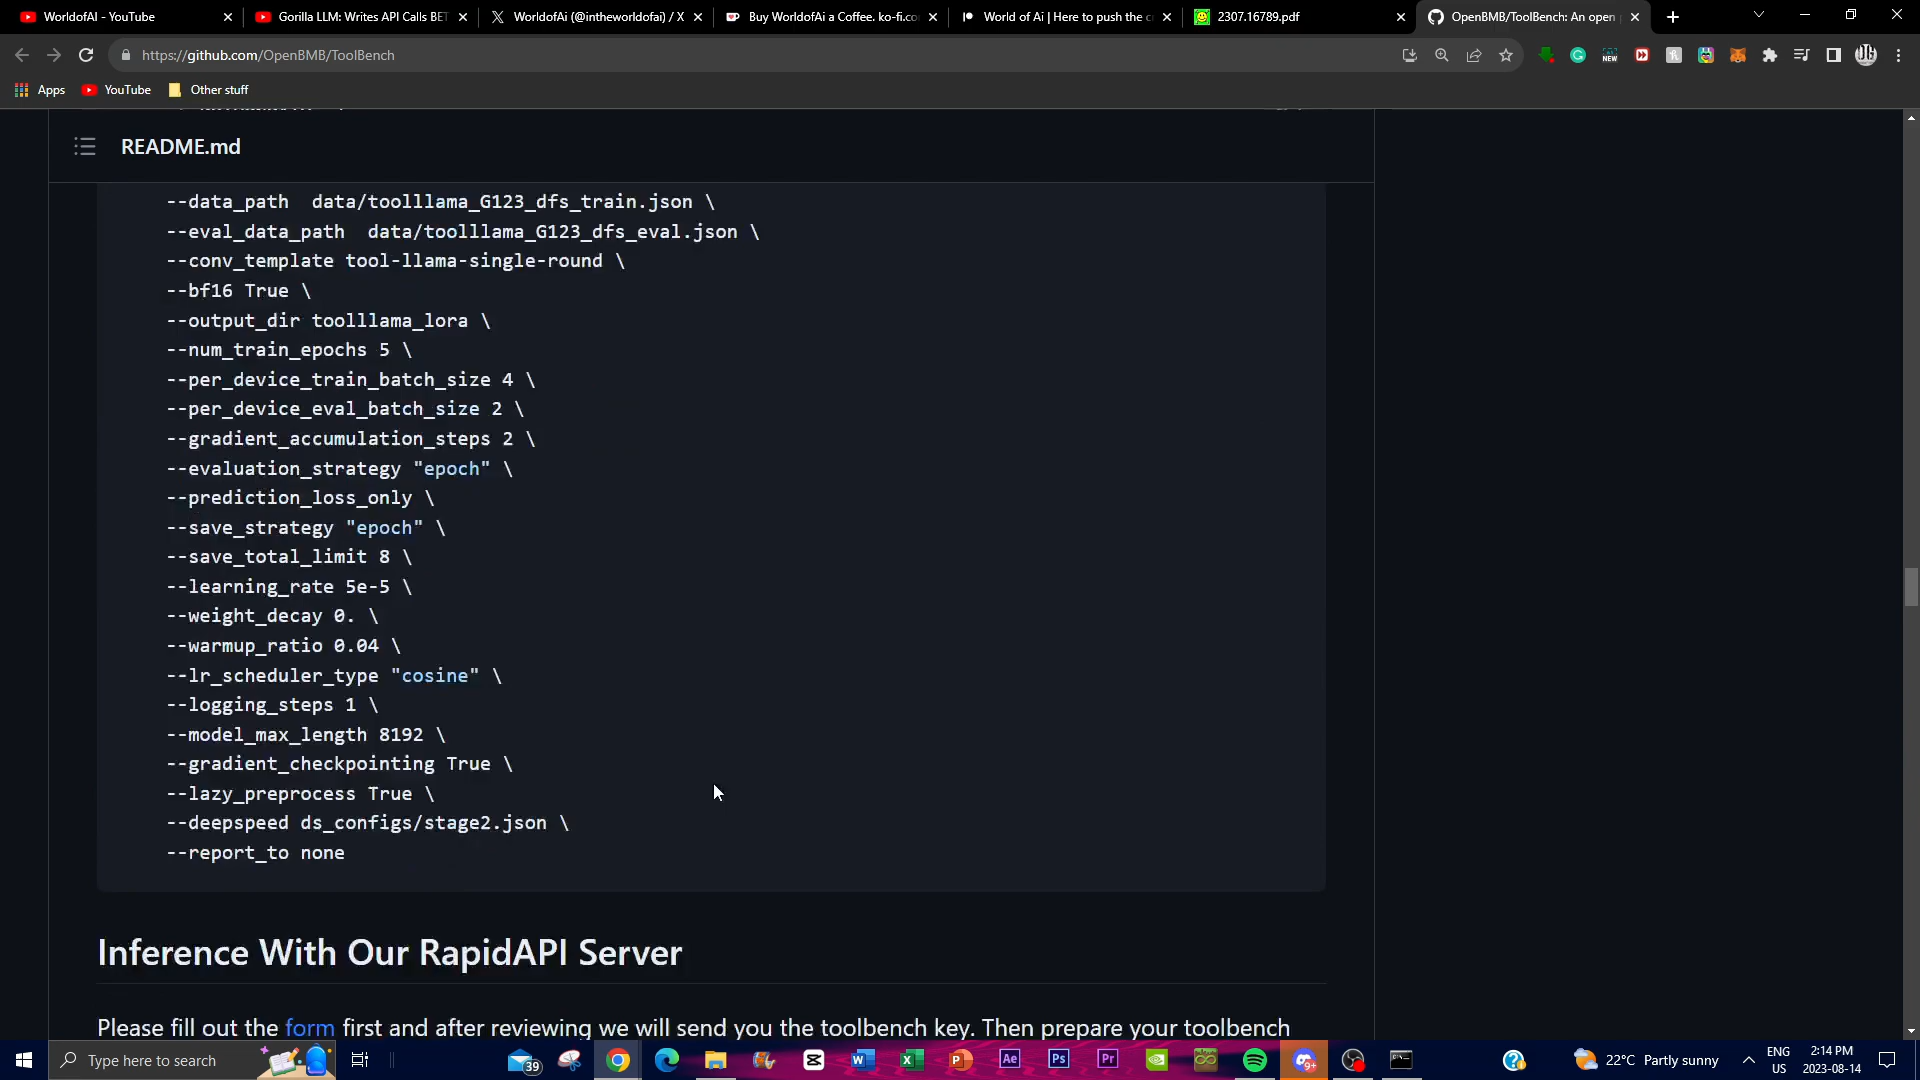 WorldofAI - YouTube
Gorilla LLM: Writes API Calls BET
WorldofAi (@intheworldofai) / X
Buy WorldofAi a Coffee. ko-fi.co
World of Ai | Here to push the c
2307.16789.pdf
OpenBMB/ToolBench: An open
https://github.com/OpenBMB/ToolBench
Apps
YouTube
Other stuff
README.md
--data_path  data/toolllama_G123_dfs_train.json \
--eval_data_path  data/toolllama_G123_dfs_eval.json \
--conv_template tool-llama-single-round \
--bf16 True \
--output_dir toolllama_lora \
--num_train_epochs 5 \
--per_device_train_batch_size 4 \
--per_device_eval_batch_size 2 \
--gradient_accumulation_steps 2 \
--evaluation_strategy "epoch" \
--prediction_loss_only \
--save_strategy "epoch" \
--save_total_limit 8 \
--learning_rate 5e-5 \
--weight_decay 0. \
--warmup_ratio 0.04 \
--lr_scheduler_type "cosine" \
--logging_steps 1 \
--model_max_length 8192 \
--gradient_checkpointing True \
--lazy_preprocess True \
--deepspeed ds_configs/stage2.json \
--report_to none
Inference With Our RapidAPI Server
Please fill out the form first and after reviewing we will send you the toolbench key. Then prepare your toolbench
Type here to search
39
9+
22°C Partly sunny
ENG
US
2:14 PM
2023-08-14